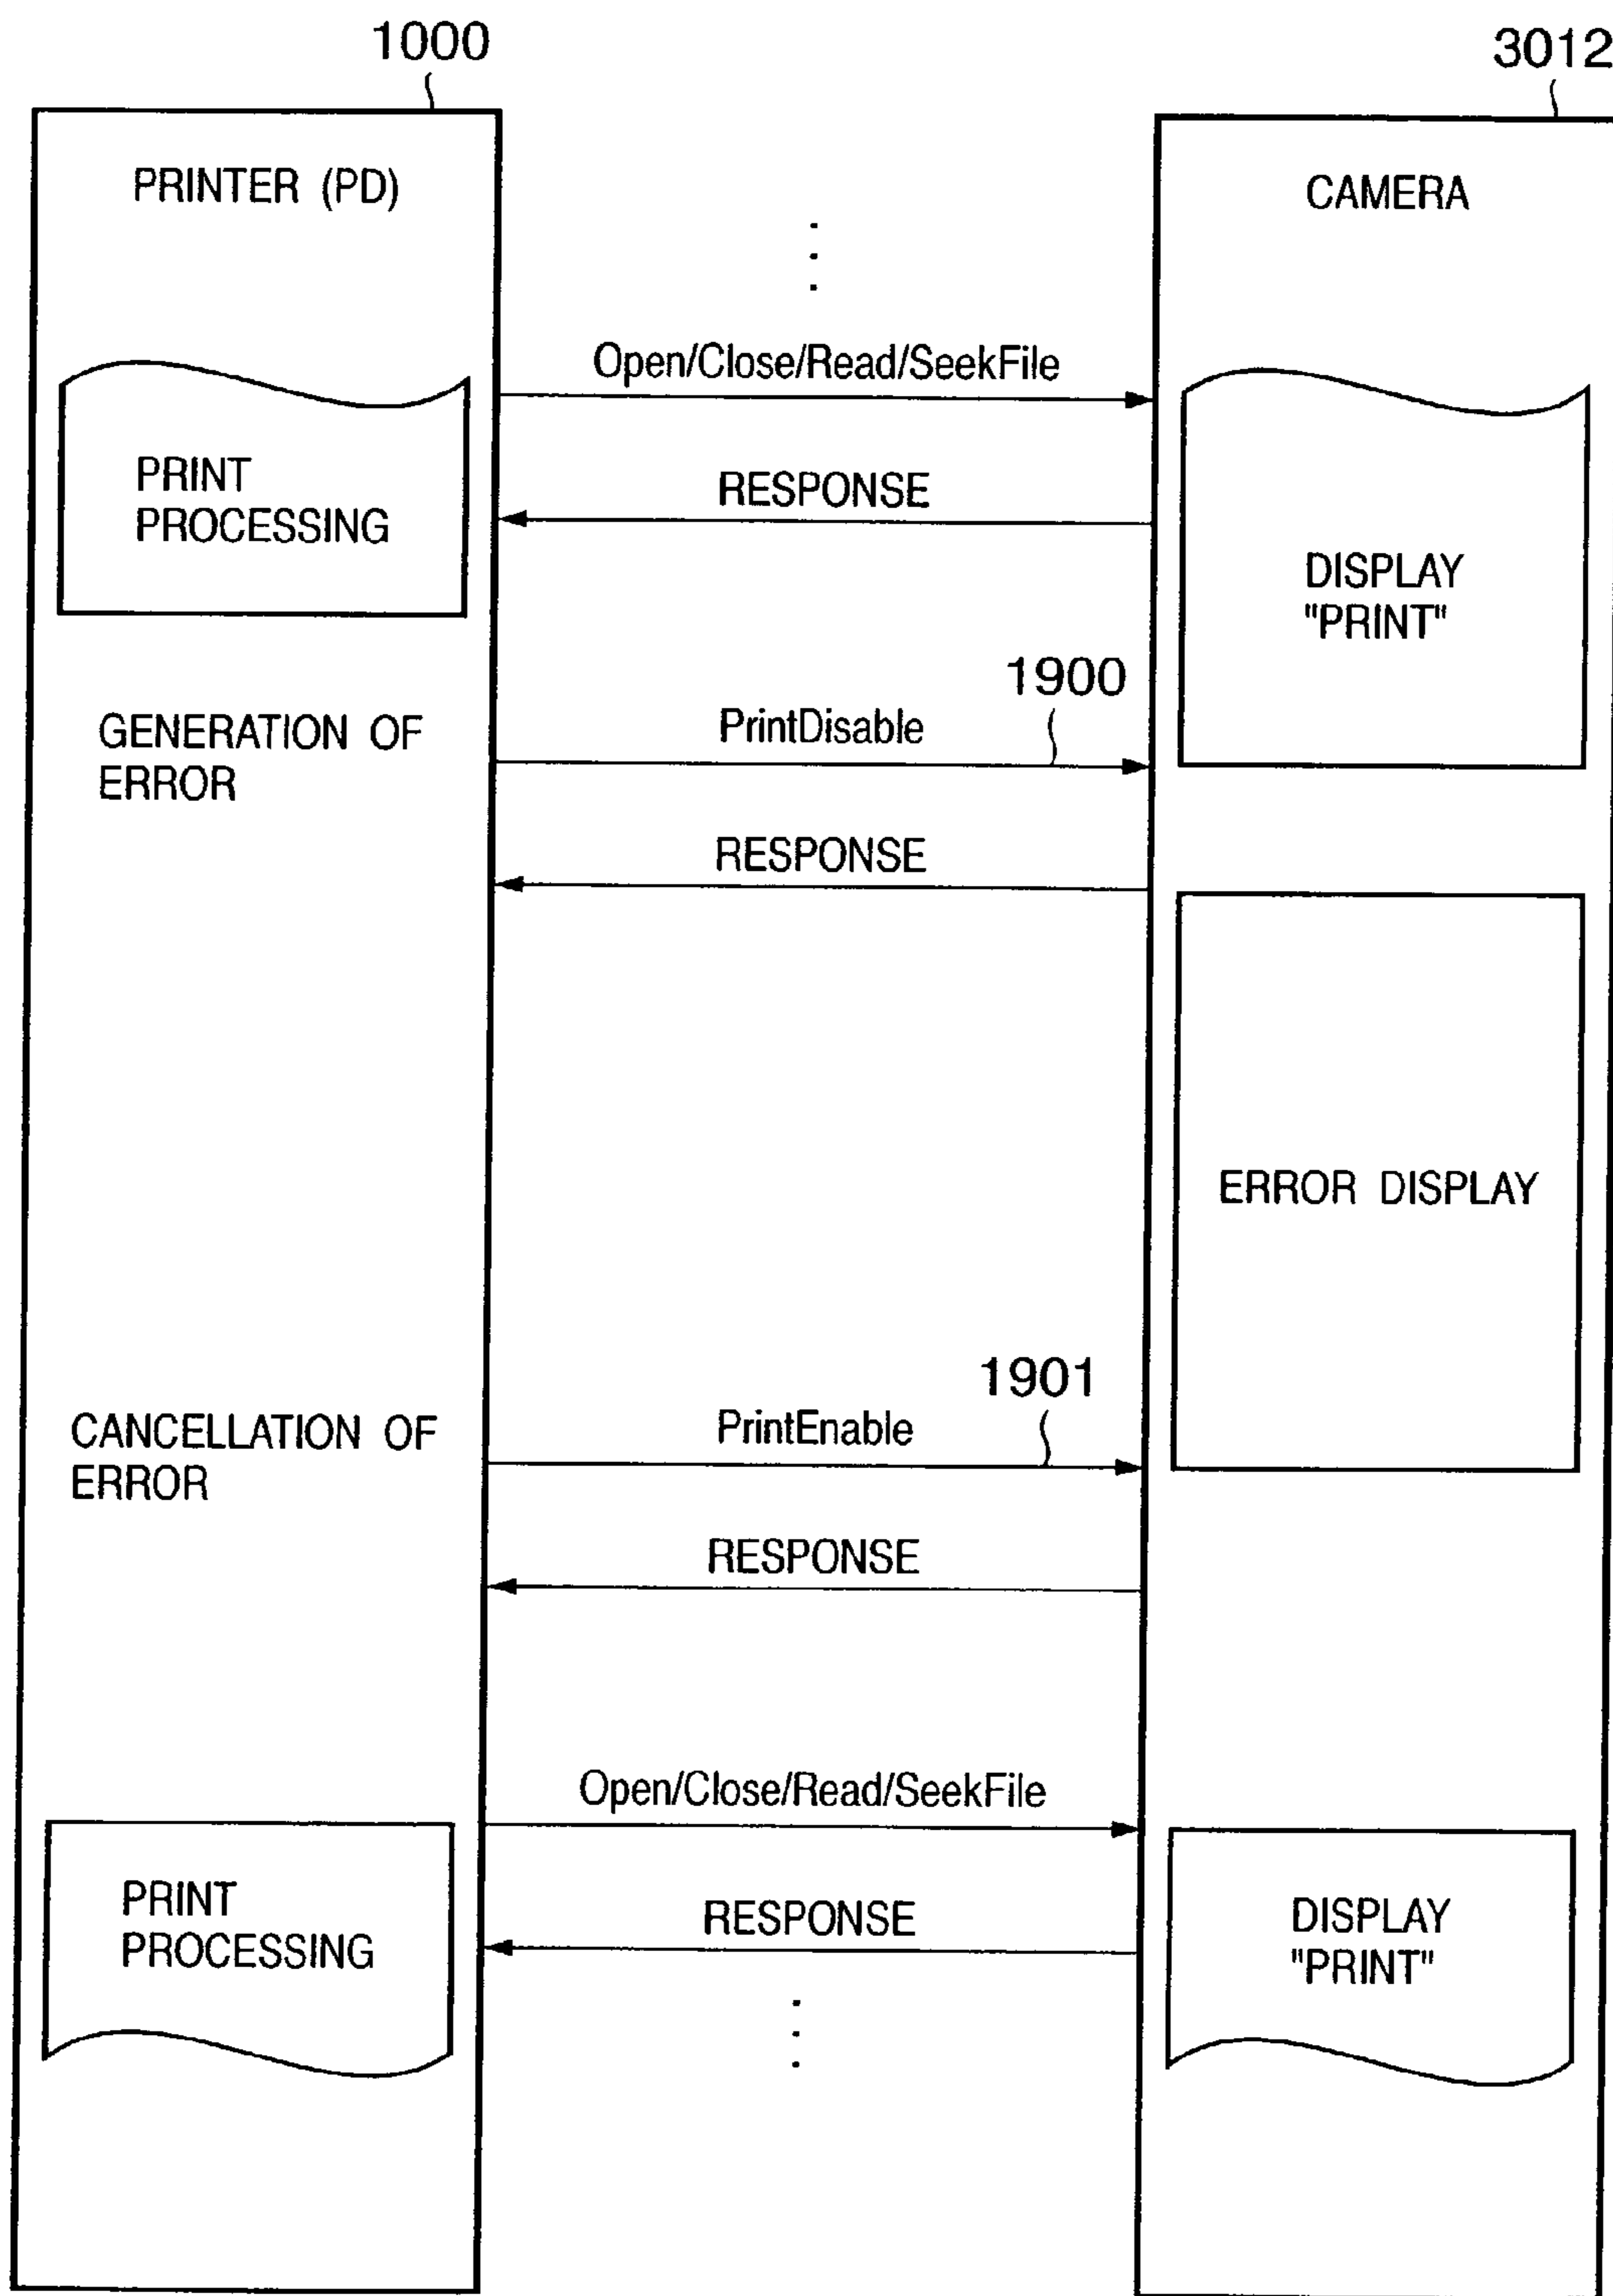 1000
3012
PRINTER (PD)
CAMERA
Open/Close/Read/SeekFile
PRINT
PROCESSING
RESPONSE
DISPLAY
"PRINT"
1900
GENERATION OF
ERROR
PrintDisable
RESPONSE
ERROR DISPLAY
1901
CANCELLATION OF
ERROR
PrintEnable
RESPONSE
Open/Close/Read/SeekFile
PRINT
PROCESSING
RESPONSE
DISPLAY
"PRINT"